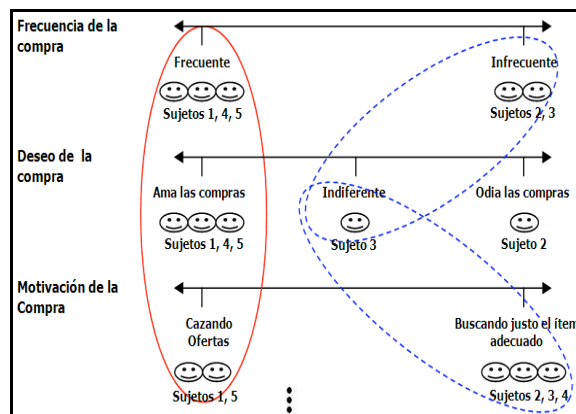 Frecuencia de la
compra
Frecuente
Infrecuente
Sujetos 1, 4, 5
Sujetos 2, 3
Deseo de la
compra
Ama las compras
Indiferente
Odia las compras
Sujetos 1, 4, 5
Sujeto 3
Sujeto 2
Motivación de la
Compra
Cazando
Ofertas
Buscando justo el ítem
adecuado
Sujetos 1, 5
Sujetos 2, 3, 4